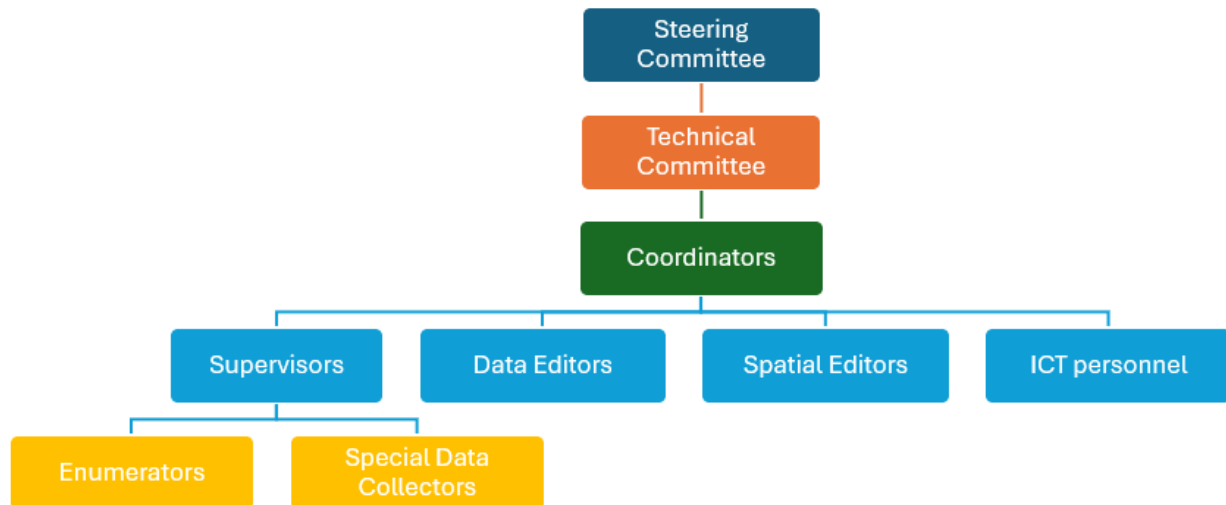 Steering
Committee
Technical
Committee
Coordinators
Supervisors
Data Editors
Spatial Editors
ICT personnel
Enumerators
Special Data
Collectors